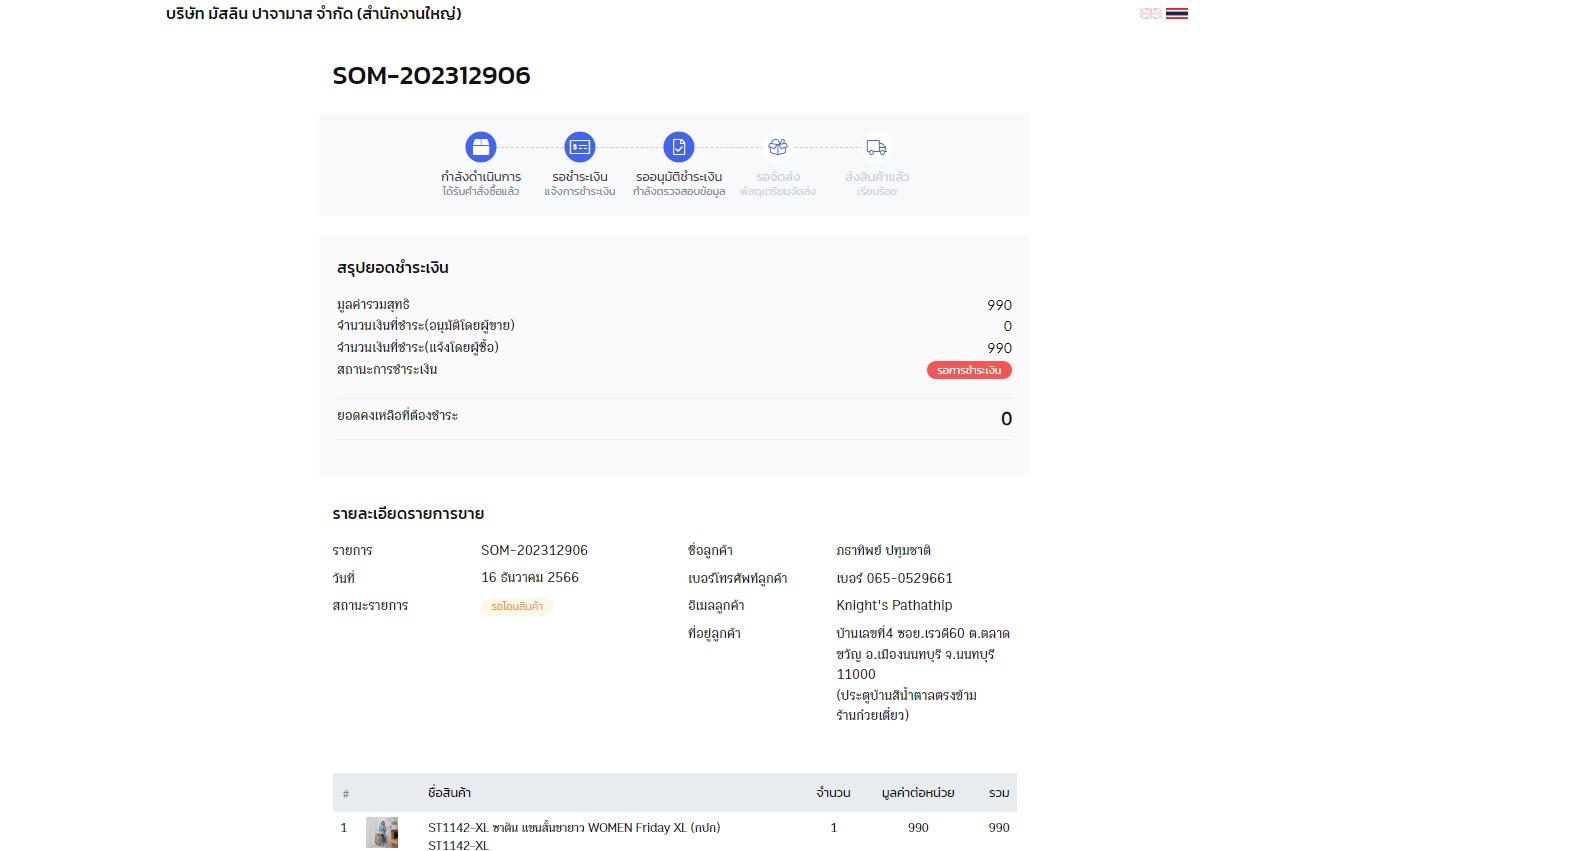 บริษัท มัสลิน ปาจามาส จำกัด (สำนักงานใหญ่)
SOM-202312906
กำลังดำเนินการ
ได้รับคำสั่งซื้อแล้ว
รอชำระเงิน
แจ้งการชำระเงิน
รออนุมัติชำระเงิน
กำลังตรวจสอบข้อมูล
รอจัดส่ง
พัสดุเตรียมจัดส่ง
ส่งสินค้าแล้ว
เรียบร้อย
สรุปยอดชำระเงิน
มูลค่ารวมสุทธิ 990
จำนวนเงินที่ชำระ(อนุมัติโดยผู้ขาย) 0
จำนวนเงินที่ชำระ(แจ้งโดยผู้ซื้อ) 990
สถานะการชำระเงิน รอการชำระเงิน
ยอดคงเหลือที่ต้องชำระ 0
รายละเอียดรายการขาย
รายการ SOM-202312906
วันที่ 16 ธันวาคม 2566
สถานะรายการ รอโอนสินค้า
ชื่อลูกค้า ภธาทิพย์ ปทุมชาติ
เบอร์โทรศัพท์ลูกค้า เบอร์ 065-0529661
อีเมลลูกค้า Knight's Pathathip
ที่อยู่ลูกค้า บ้านเลขที่4 ซอย.เรวดี60 ต.ตลาด
ขวัญ อ.เมืองนนทบุรี จ.นนทบุรี
11000
(ประตูบ้านสีน้ำตาลตรงข้าม
ร้านก๋วยเตี๋ยว)
# ชื่อสินค้า จำนวน มูลค่าต่อหน่วย รวม
1 ST1142-XL ซาติน แขนสั้นขายาว WOMEN Friday XL (กปก) 1 990 990
ST1142-XL